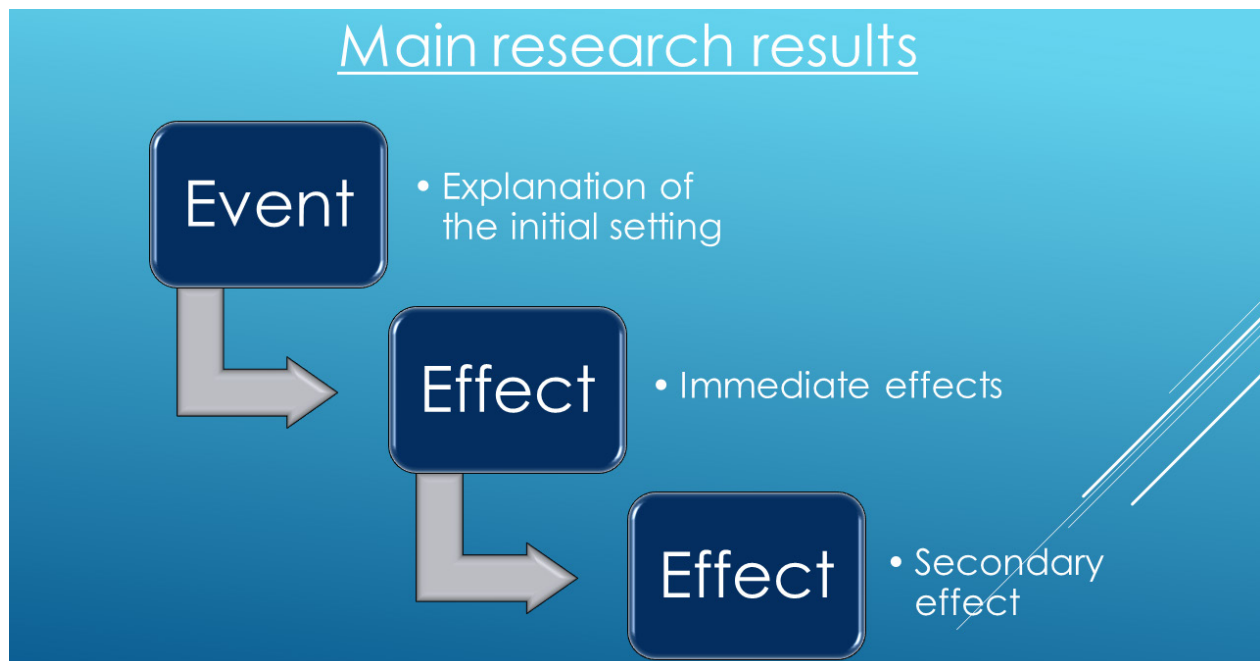 Main research results
Event
• Explanation of
the initial setting
Effect
• Immediate effects
Effect
• Secondary
effect